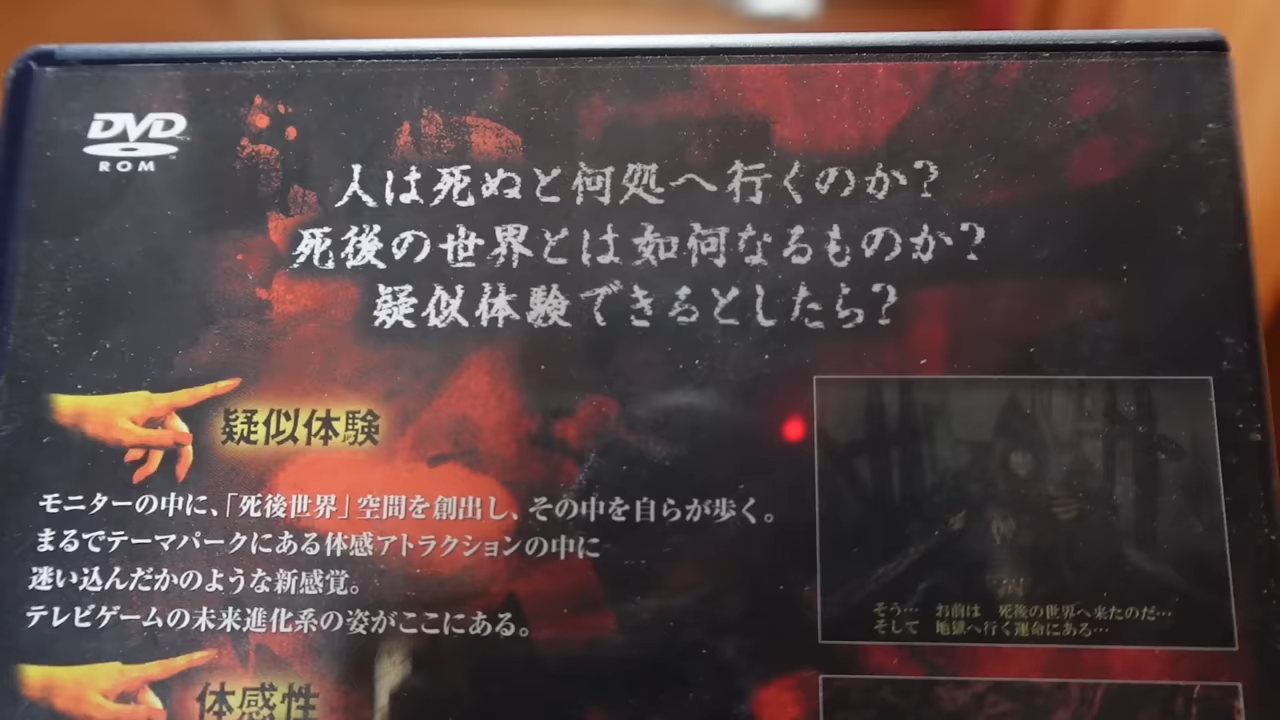 DVD
ROM
人は死ぬと何処へ行くのか?
死後の世界とは如何なるものか?
疑似体験できるとしたら?
疑似体験
モニターの中に、「死後世界」空間を創出し、その中を自らが歩く。
まるでテーマパークにある体感アトラクションの中に
迷い込んだかのような新感覚。
テレビゲームの未来進化系の姿がここにある。
そう… お前は 死後の世界へ来たのだ…
そして 地獄へ行く運命にある…
体感性